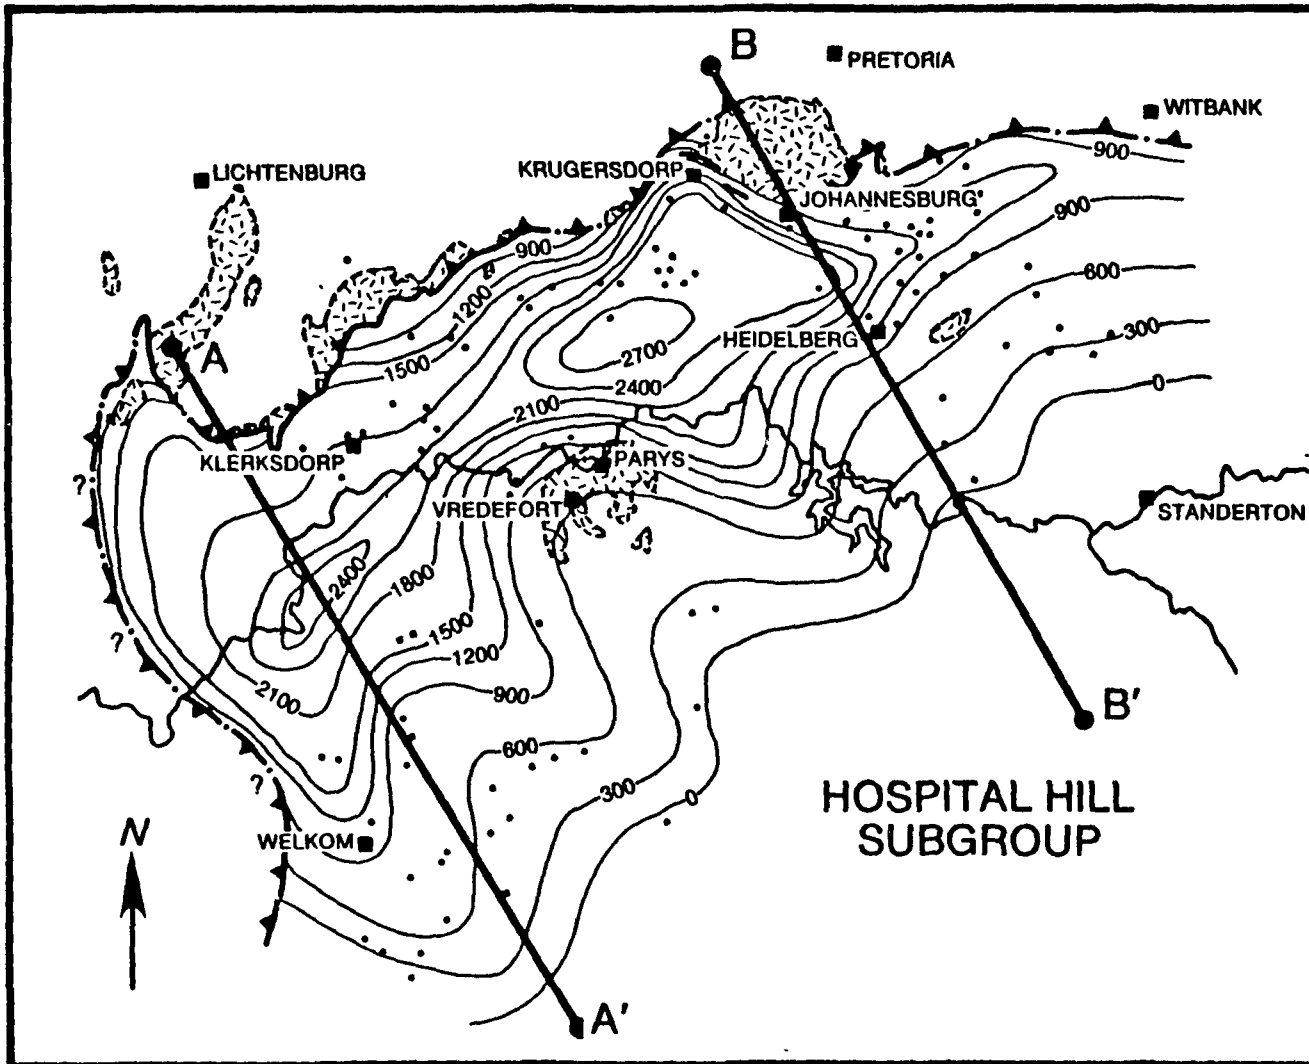 B
PRETORIA
WITBANK
900
LICHTENBURG
KRUGERSDORP
JOHANNESBURG
900
900
600
1200
300
HEIDELBERG
2700
A
1500
2400
0
2100
KLERKSDORP
PARYS
?
VREDEFORT
STANDERTON
2400
1800
1500
?
1200
2100
900
B'
600
?
300
0
HOSPITAL HILL
SUBGROUP
N
WELKOM
A'